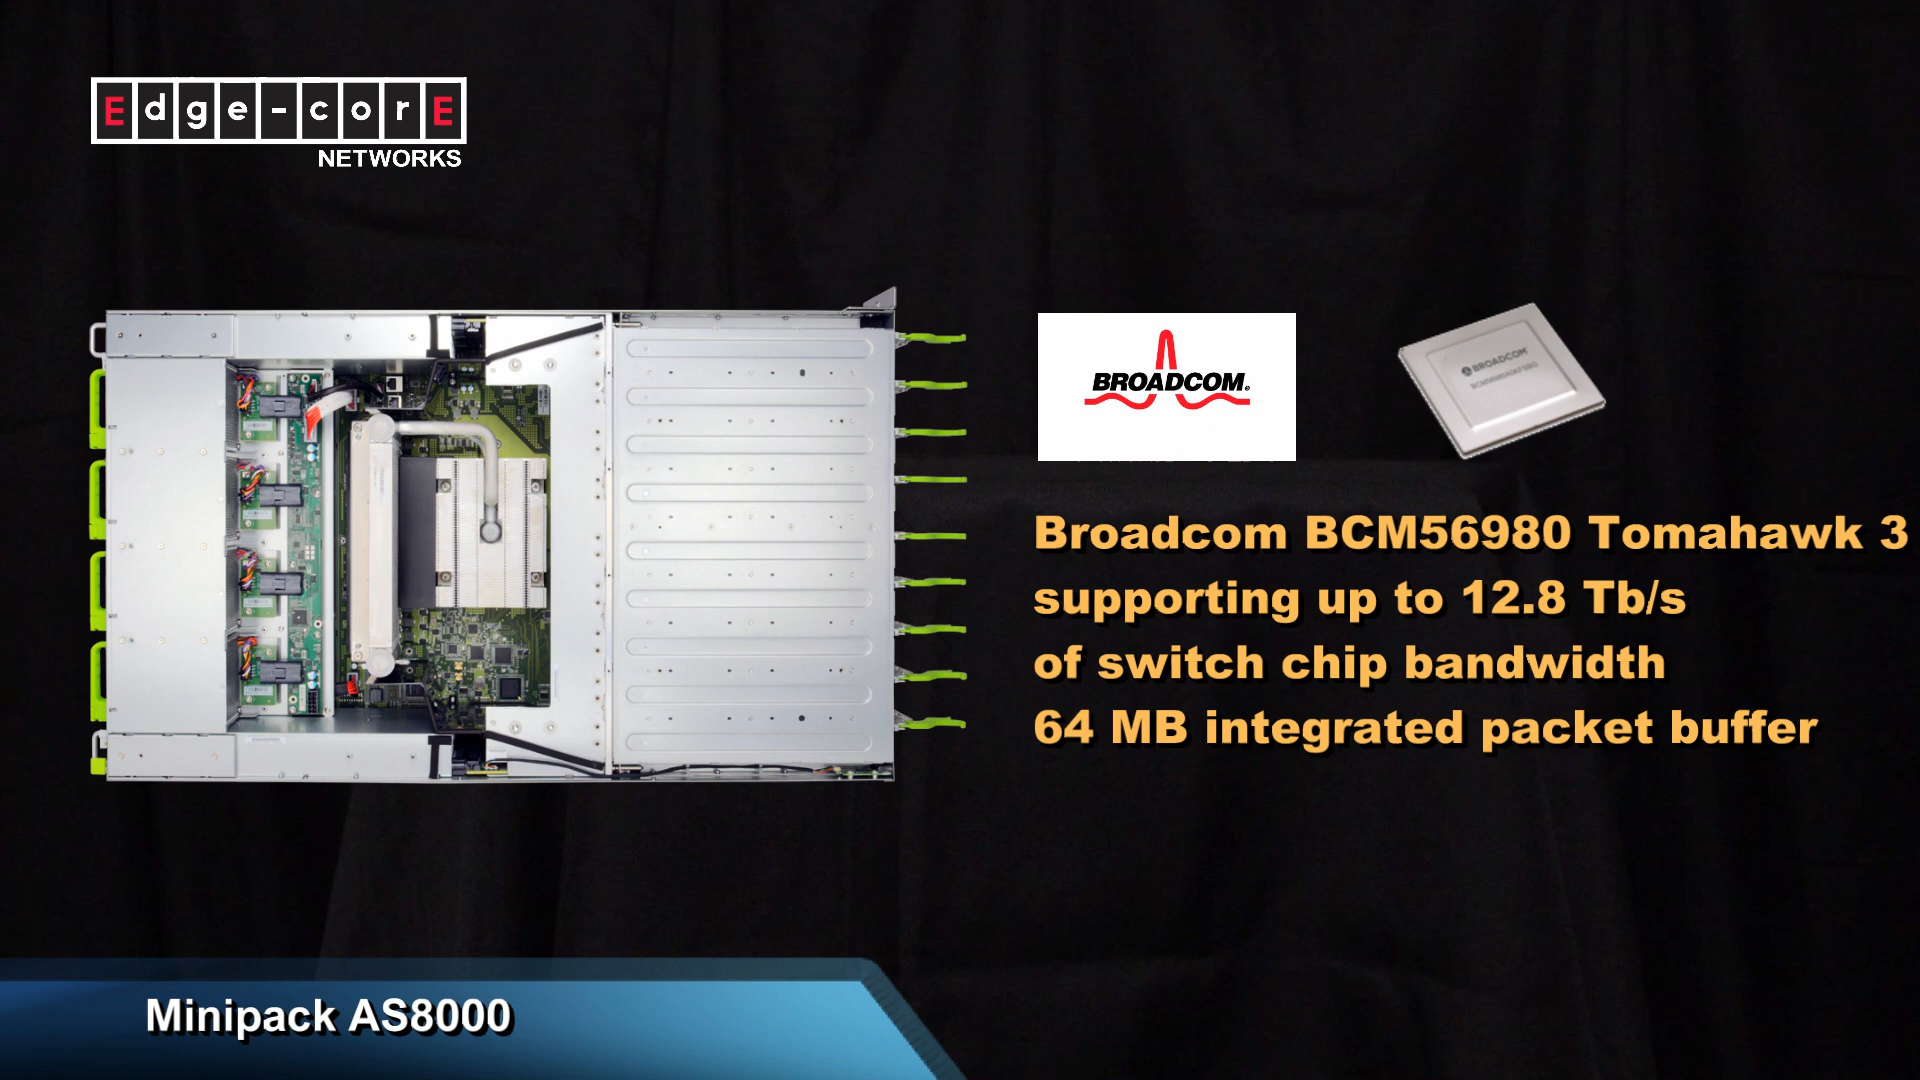 Edge-corE
NETWORKS
BROADCOM®
BROADCOM
Broadcom BCM56980 Tomahawk 3
supporting up to 12.8 Tb/s
of switch chip bandwidth
64 MB integrated packet buffer
Minipack AS8000